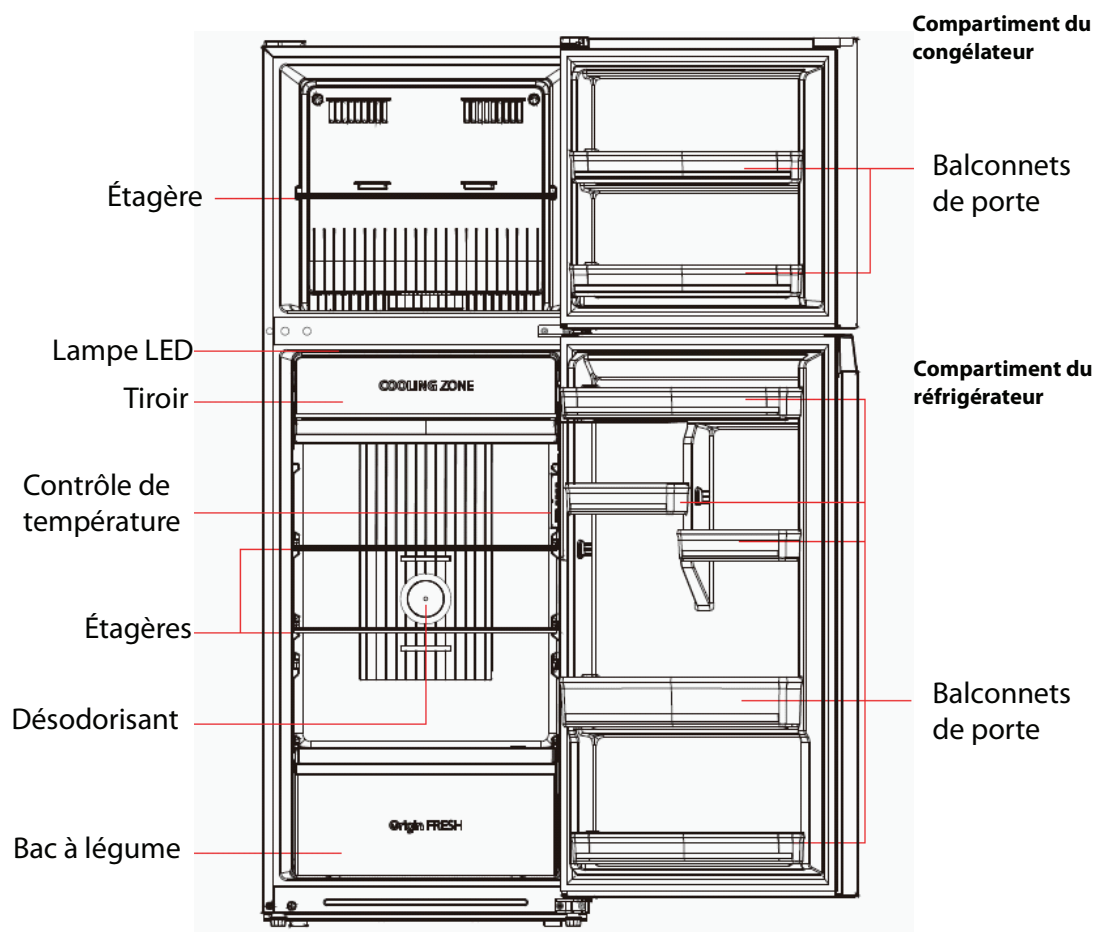 Compartiment du
congélateur
Balconnets
de porte
Étagère
Lampe LED
Compartiment du
réfrigérateur
COOLING ZONE
Tiroir
Contrôle de
température
Étagères
Balconnets
de porte
Désodorisant
Origin FRESH
Bac à légume